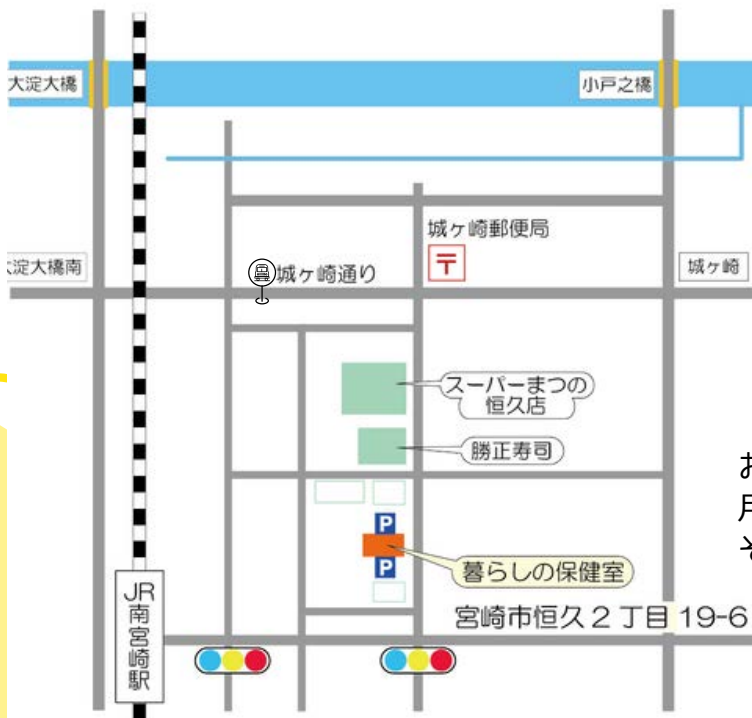 大淀大橋
小戸之橋
城ヶ崎郵便局
〒
淀大橋南
城ヶ崎通り
城ヶ崎
スーパーまつの
恒久店
勝正寿司
お
月
そ
P
P
暮らしの保健室
宮崎市恒久2丁目 19-6
JR
南宮崎駅